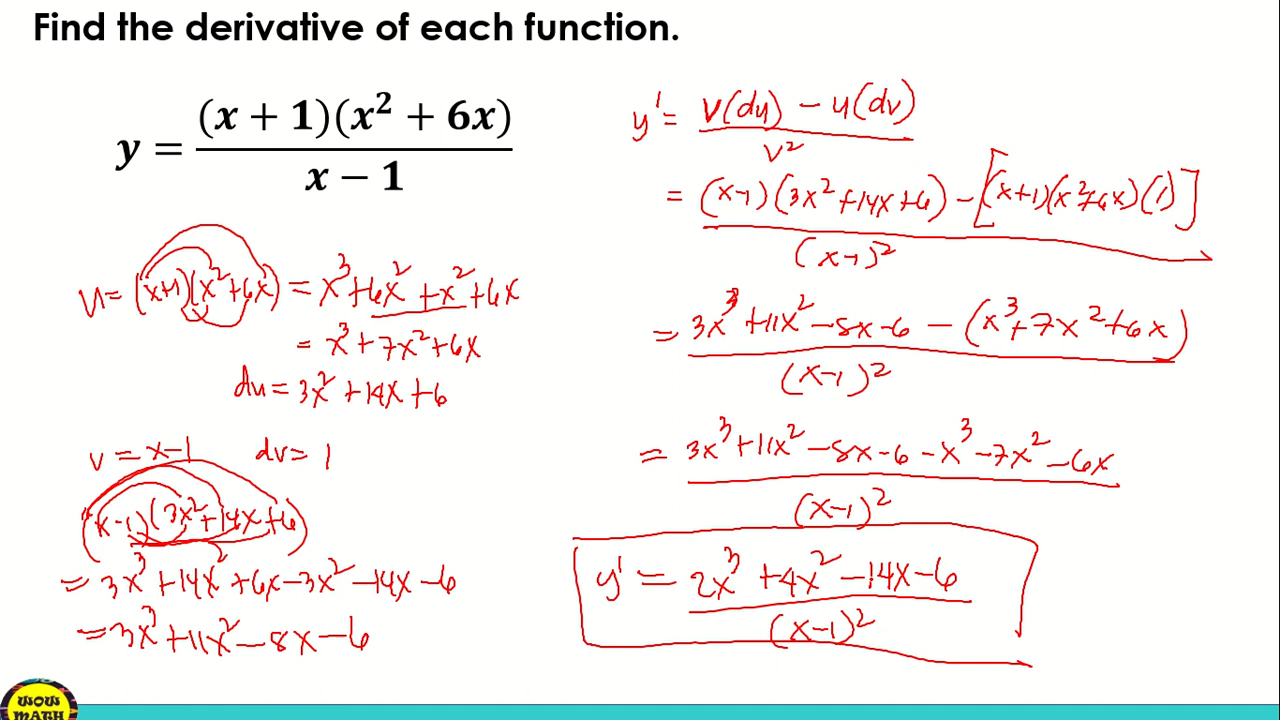 Find the derivative of each function.
y = (x + 1)(x² + 6x) / x − 1
u = (x+1)(x²+6x) = x³+6x²+x²+6x
= x³+7x²+6x
du = 3x²+14x+6
v = x-1 dv = 1
(x-1)(3x²+14x+6)
= 3x³+14x²+6x-3x²-14x-6
= 3x³+11x²-8x-6
y' = v(du) - u(dv) / v²
= (x-1)(3x²+14x+6) - [(x+1)(x²+6x)(1)] / (x-1)²
= 3x³+11x²-8x-6-(x³+7x²+6x) / (x-1)²
= 3x³+11x²-8x-6-x³-7x²-6x / (x-1)²
y' = 2x³+4x²-14x-6 / (x-1)²
WOW
MATH